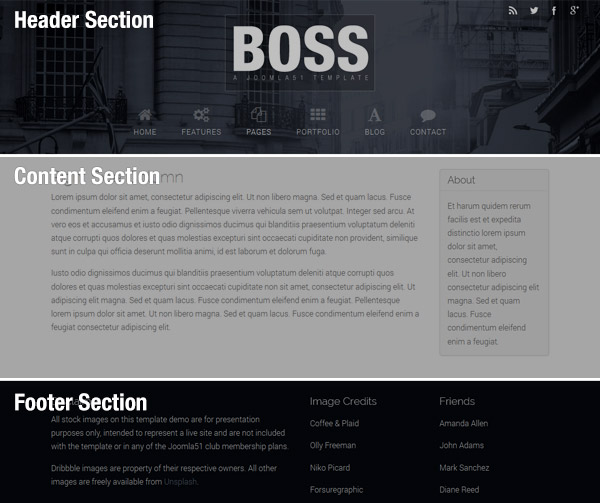 Header Section
BOSS
A JOOMLA51 TEMPLATE
HOME FEATURES PAGES PORTFOLIO BLOG CONTACT
Content Section
mn
Lorem ipsum dolor sit amet, consectetur adipiscing elit. Ut non libero magna. Sed et quam lacus. Fusce
condimentum eleifend enim a feugiat. Pellentesque viverra vehicula sem ut volutpat. Integer sed arcu. At
vero eos et accusamus et iusto odio dignissimos ducimus qui blanditiis praesentium voluptatum deleniti
atque corrupti quos dolores et quas molestias excepturi sint occaecati cupiditate non provident, similique
sunt in culpa qui officia deserunt mollitia animi, id est laborum et dolorum fuga.
Iusto odio dignissimos ducimus qui blanditiis praesentium voluptatum deleniti atque corrupti quos
dolores et quas molestias excepturi sint occaecati cupiditate non sit amet, consectetur adipiscing elit. Ut
adipiscing elit magna. Sed et quam lacus. Fusce condimentum eleifend enim a feugiat. Pellentesque
lorem ipsum dolor sit amet. Ut non libero magna. Sed et quam lacus. Fusce condimentum eleifend enim a
feugiat consectetur adipiscing elit.
About
Et harum quidem rerum
facilis est et expedita
distinctio lorem ipsum
dolor sit amet,
consectetur adipiscing
elit. Ut non libero
consectetur adipiscing elit
magna. Sed et quam
lacus. Fusce
condimentum eleifend
enim a feugiat.
Footer Section
All stock images on this template demo are for presentation
purposes only, intended to represent a live site and are not included
with the template or in any of the Joomla51 club membership plans.
Dribbble images are property of their respective owners. All other
images are freely available from Unsplash.
Image Credits
Coffee & Plaid
Olly Freeman
Niko Picard
Forsuregraphic
Friends
Amanda Allen
John Adams
Mark Sanchez
Diane Reed